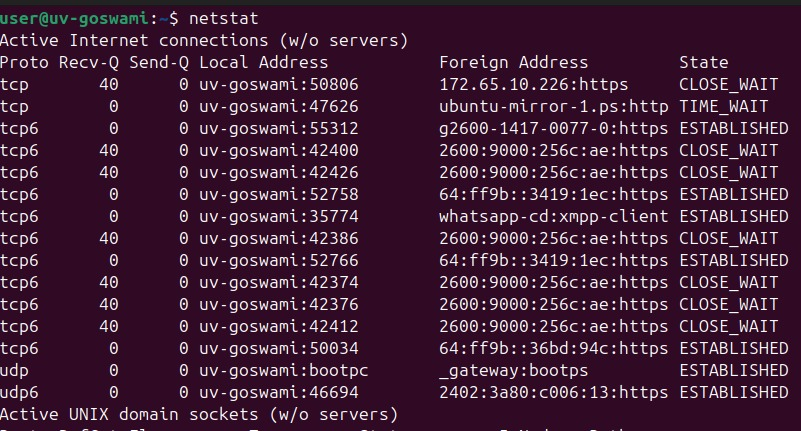 user@uv-goswami:~$ netstat
Active Internet connections (w/o servers)
Proto Recv-Q Send-Q Local Address Foreign Address State
tcp 40 0 uv-goswami:50806 172.65.10.226:https CLOSE_WAIT
tcp 0 0 uv-goswami:47626 ubuntu-mirror-1.ps:http TIME_WAIT
tcp6 0 0 uv-goswami:55312 g2600-1417-0077-0:https ESTABLISHED
tcp6 40 0 uv-goswami:42400 2600:9000:256c:ae:https CLOSE_WAIT
tcp6 40 0 uv-goswami:42426 2600:9000:256c:ae:https CLOSE_WAIT
tcp6 0 0 uv-goswami:52758 64:ff9b::3419:1ec:https ESTABLISHED
tcp6 0 0 uv-goswami:35774 whatsapp-cd:xmpp-client ESTABLISHED
tcp6 40 0 uv-goswami:42386 2600:9000:256c:ae:https CLOSE_WAIT
tcp6 0 0 uv-goswami:52766 64:ff9b::3419:1ec:https ESTABLISHED
tcp6 40 0 uv-goswami:42374 2600:9000:256c:ae:https CLOSE_WAIT
tcp6 40 0 uv-goswami:42376 2600:9000:256c:ae:https CLOSE_WAIT
tcp6 40 0 uv-goswami:42412 2600:9000:256c:ae:https CLOSE_WAIT
tcp6 0 0 uv-goswami:50034 64:ff9b::36bd:94c:https ESTABLISHED
udp 0 0 uv-goswami:bootpc _gateway:bootps ESTABLISHED
udp6 0 0 uv-goswami:46694 2402:3a80:c006:13:https ESTABLISHED
Active UNIX domain sockets (w/o servers)